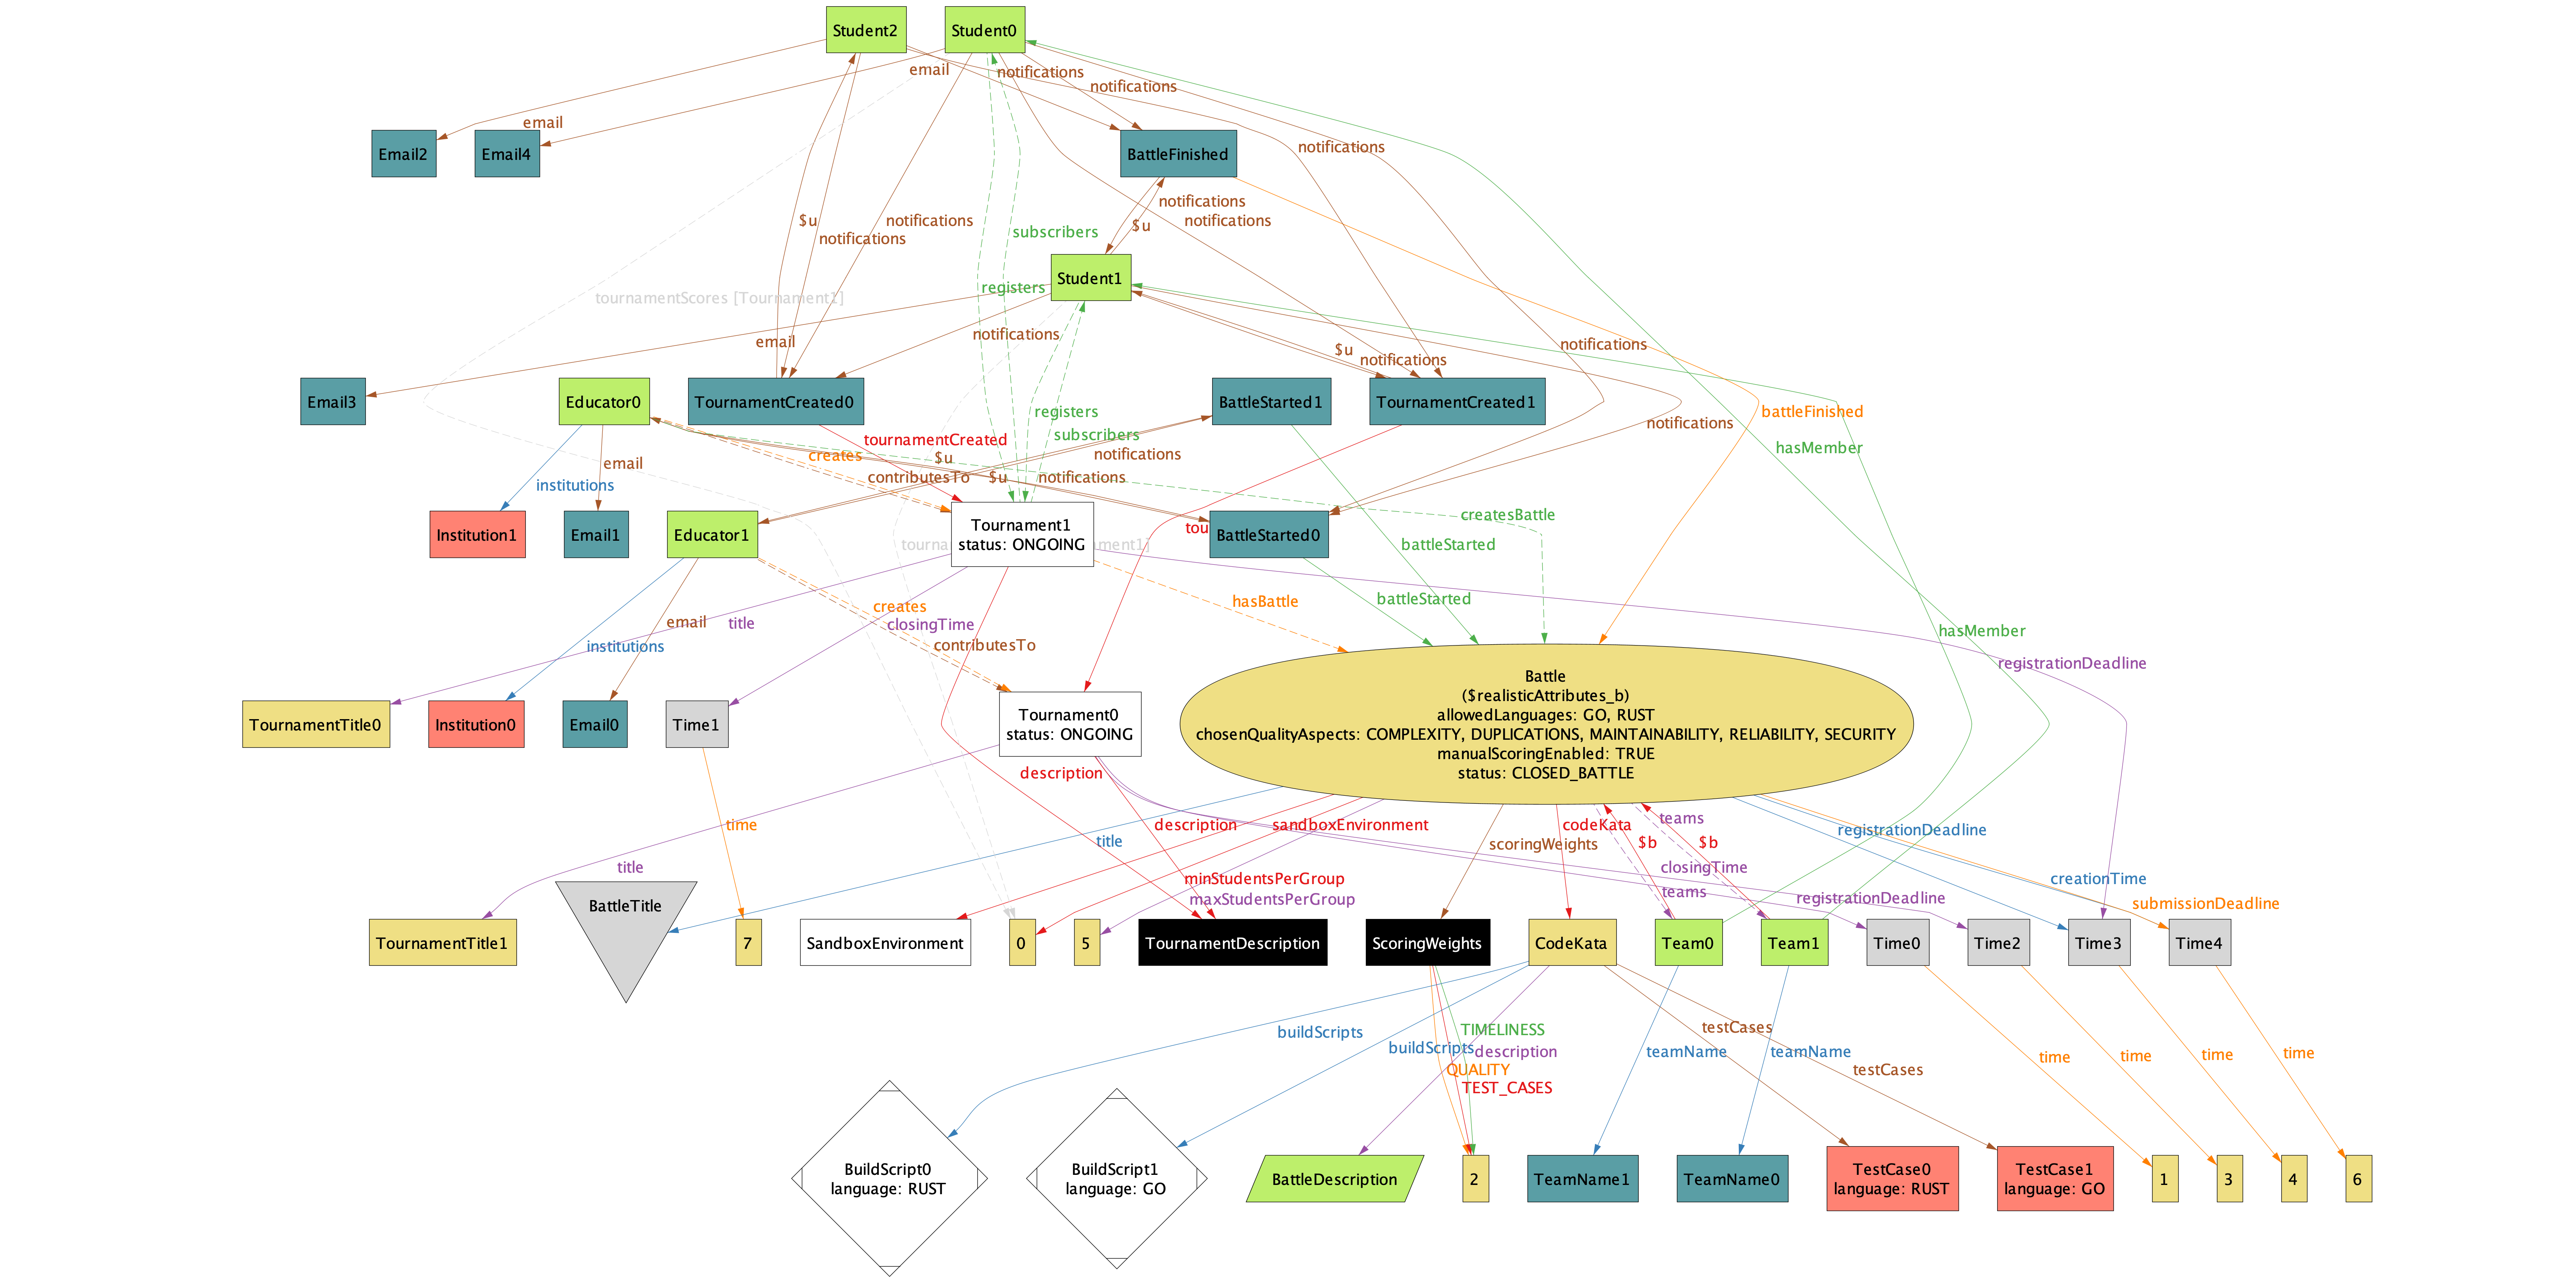 Student2
Student0
email
notifications
notifications
email
Email2
Email4
BattleFinished
notifications
$u
notifications
notifications
notifications
notifications
$u
subscribers
Student1
registers
tournamentScores [Tournament1]
notifications
email
$u
notifications
notifications
Email3
Educator0
TournamentCreated0
BattleStarted1
TournamentCreated1
battleFinished
registers
notifications
subscribers
tournamentCreated
hasMember
creates
$u
notifications
email
contributesTo
$u
notifications
institutions
createsBattle
Tournament1
status: ONGOING
tou
Institution1
Email1
Educator1
BattleStarted0
battleStarted
battleStarted
hasBattle
creates
title
closingTime
email
institutions
contributesTo
hasMember
registrationDeadline
TournamentTitle0
Institution0
Email0
Time1
Tournament0
status: ONGOING
Battle
($realisticAttributes_b)
allowedLanguages: GO, RUST
chosenQualityAspects: COMPLEXITY, DUPLICATIONS, MAINTAINABILITY, RELIABILITY, SECURITY
manualScoringEnabled: TRUE
status: CLOSED_BATTLE
description
time
description
sandboxEnvironment
codeKata
teams
registrationDeadline
title
scoringWeights
$b
$b
title
closingTime
minStudentsPerGroup
creationTime
maxStudentsPerGroup
teams
registrationDeadline
submissionDeadline
BattleTitle
TournamentTitle1
7
SandboxEnvironment
0
5
TournamentDescription
ScoringWeights
CodeKata
Team0
Team1
Time0
Time2
Time3
Time4
buildScripts
TIMELINESS
testCases
buildScripts
description
teamName
teamName
time
time
time
time
QUALITY
testCases
TEST_CASES
BuildScript0
language: RUST
BuildScript1
language: GO
BattleDescription
2
TeamName1
TeamName0
TestCase0
language: RUST
TestCase1
language: GO
1
3
4
6